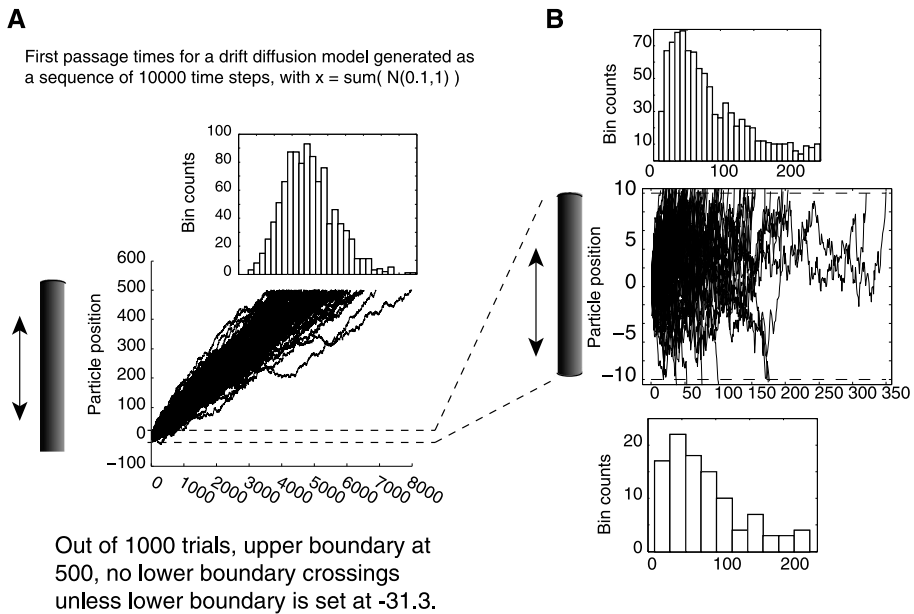 A
First passage times for a drift diffusion model generated as
a sequence of 10000 time steps, with x = sum( N(0.1,1) )
100
80
60
40
20
0
Bin counts
600
500
400
300
200
100
0
−100
Particle position
0
1000
2000
3000
4000
5000
6000
7000
8000
Out of 1000 trials, upper boundary at
500, no lower boundary crossings
unless lower boundary is set at -31.3.
B
70
50
30
10
Bin counts
0 100 200
10
5
0
−5
−10
Particle position
0 50 100 150 200 250 300 350
20
10
0
Bin counts
0 100 200